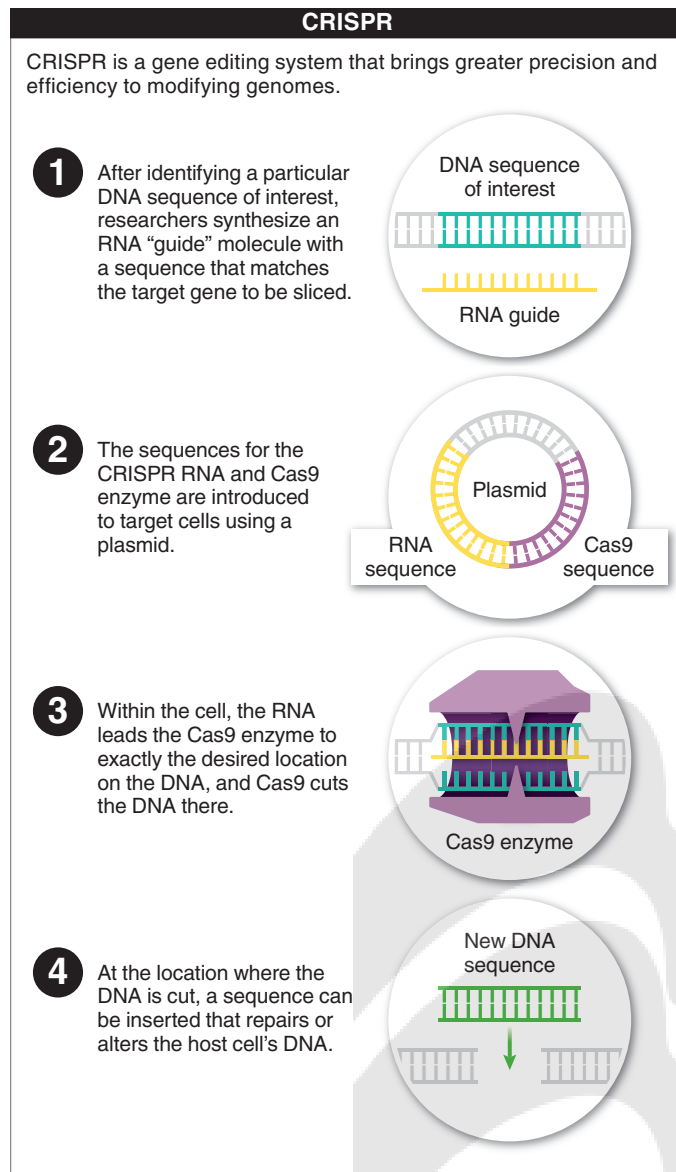 CRISPR
CRISPR is a gene editing system that brings greater precision and
efficiency to modifying genomes.
1
After identifying a particular
DNA sequence of interest,
researchers synthesize an
RNA “guide” molecule with
a sequence that matches
the target gene to be sliced.
DNA sequence
of interest
RNA guide
2
The sequences for the
CRISPR RNA and Cas9
enzyme are introduced
to target cells using a
plasmid.
Plasmid
RNA
sequence
Cas9
sequence
3
Within the cell, the RNA
leads the Cas9 enzyme to
exactly the desired location
on the DNA, and Cas9 cuts
the DNA there.
Cas9 enzyme
4
At the location where the
DNA is cut, a sequence can
be inserted that repairs or
alters the host cell’s DNA.
New DNA
sequence